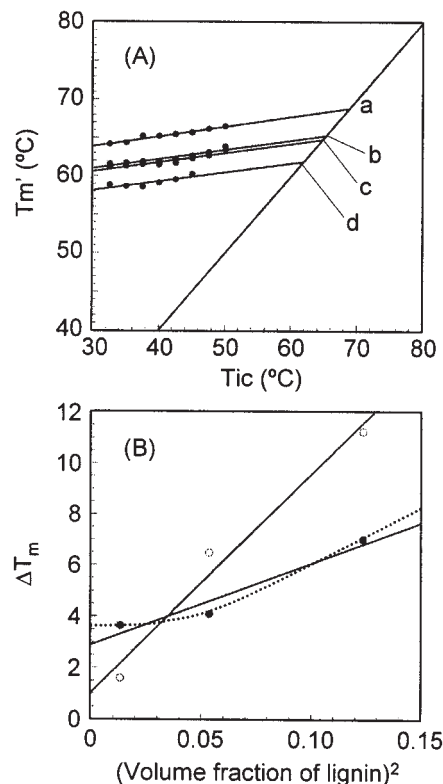 (A)
80
70
60
50
40
Tm' (ºC)
a
b
c
d
30 40 50 60 70 80
Tic (ºC)
(B)
12
10
8
6
4
2
0
ΔTm
0 0.05 0.10 0.15
(Volume fraction of lignin)2